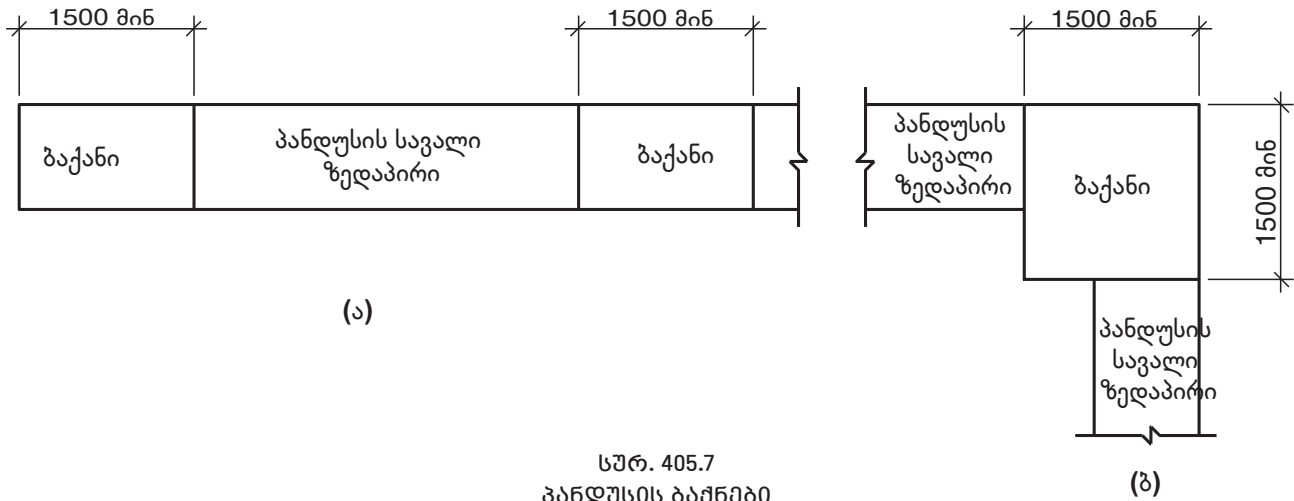 1500 მინ
1500 მინ
1500 მინ
ბაქანი
პანდუსის სავალი
ზედაპირი
ბაქანი
პანდუსის
სავალი
ზედაპირი
ბაქანი
1500 მინ
(ა)
პანდუსის
სავალი
ზედაპირი
სურ. 405.7
პანდუსის ბაქნები
(ბ)